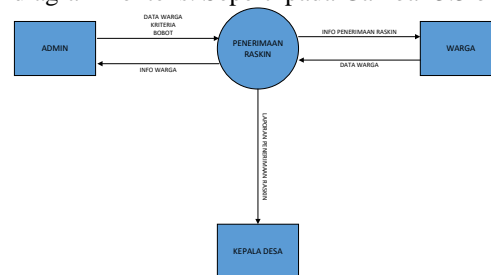 DATA WARGA
KRITERIA
BOBOT
ADMIN
PENERIMAAN
RASKIN
INFO PENERIMAAN RASKIN
WARGA
INFO WARGA
DATA WARGA
LAPORAN PENERIMAAN RASKIN
KEPALA DESA